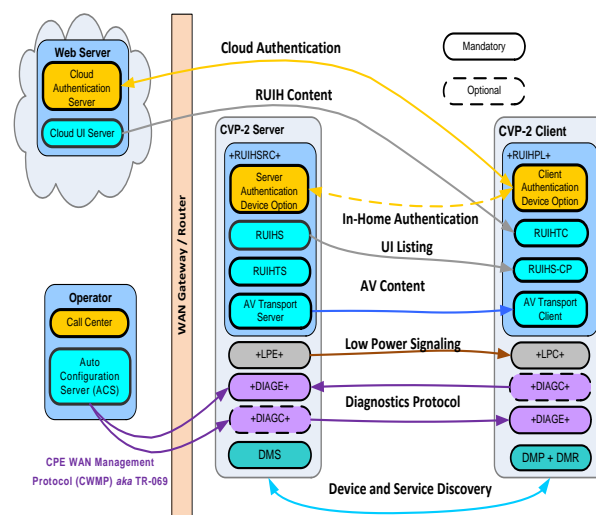 Web Server
Cloud
Authentication
Server
Cloud UI Server
Cloud Authentication
Mandatory
Optional
RUIH Content
WAN Gateway / Router
CVP-2 Server
+RUIHSRC+
Server
Authentication
Device Option
RUIHS
RUIHTS
AV Transport
Server
+LPE+
+DIAGE+
+DIAGC+
DMS
In-Home Authentication
UI Listing
AV Content
Low Power Signaling
Diagnostics Protocol
Device and Service Discovery
CVP-2 Client
+RUIHPL+
Client
Authentication
Device Option
RUIHTC
RUIHS-CP
AV Transport
Client
+LPC+
+DIAGC+
+DIAGE+
DMP + DMR
Operator
Call Center
Auto
Configuration
Server (ACS)
CPE WAN Management
Protocol (CWMP) aka TR-069